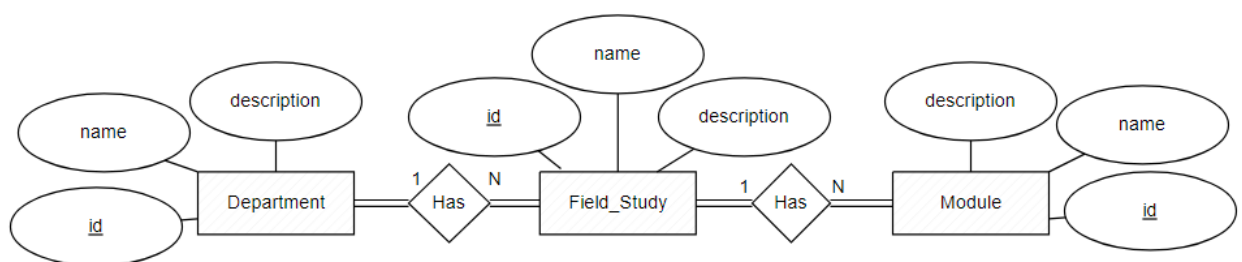 name
description
id
Department
1
Has
N
name
id
description
Field_Study
1
Has
N
description
name
id
Module